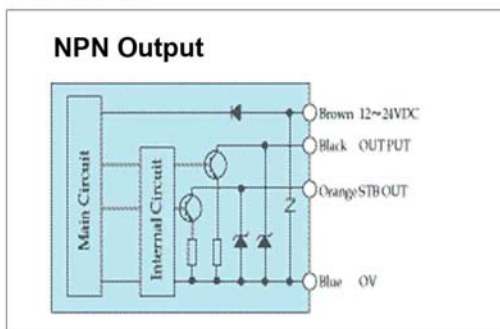 NPN Output
Main Circuit
Internal Circuit
Brown 12~24VDC
Black OUTPUT
Orange STB OUT
Z
Blue 0V